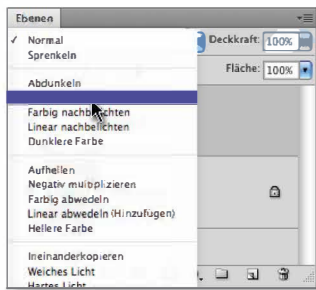 Ebenen
Normal
Deckkraft: 100%
Sprenkeln
Fläche: 100%
Abdunkeln
Farbig nachbelichten
Linear nachbelichten
Dunklere Farbe
Aufhellen
Negativ multiplizieren
Farbig abwedeln
Linear abwedeln (Hinzufügen)
Hellere Farbe
Ineinanderkopieren
Weiches Licht
Hartes Licht